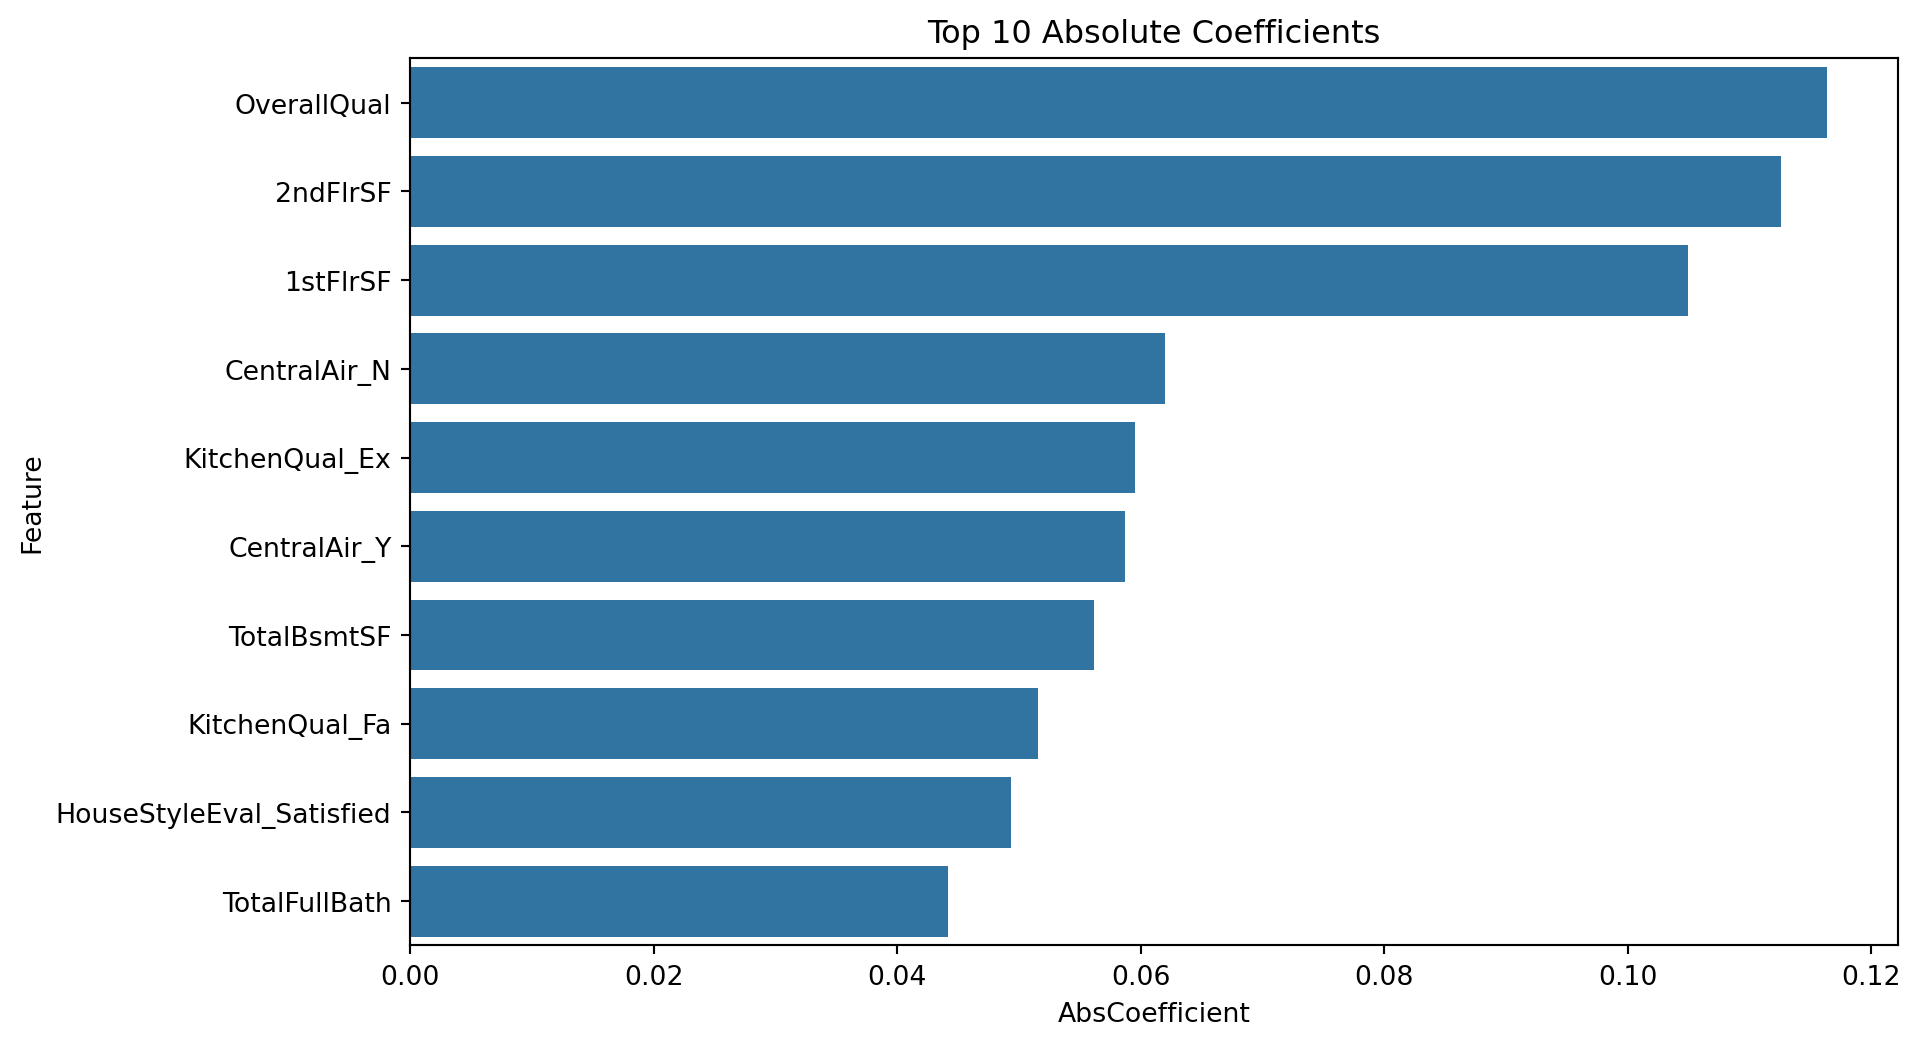 Top 10 Absolute Coefficients
OverallQual
2ndFlrSF
1stFlrSF
CentralAir_N
KitchenQual_Ex
CentralAir_Y
TotalBsmtSF
KitchenQual_Fa
HouseStyleEval_Satisfied
TotalFullBath
Feature
0.00 0.02 0.04 0.06 0.08 0.10 0.12
AbsCoefficient